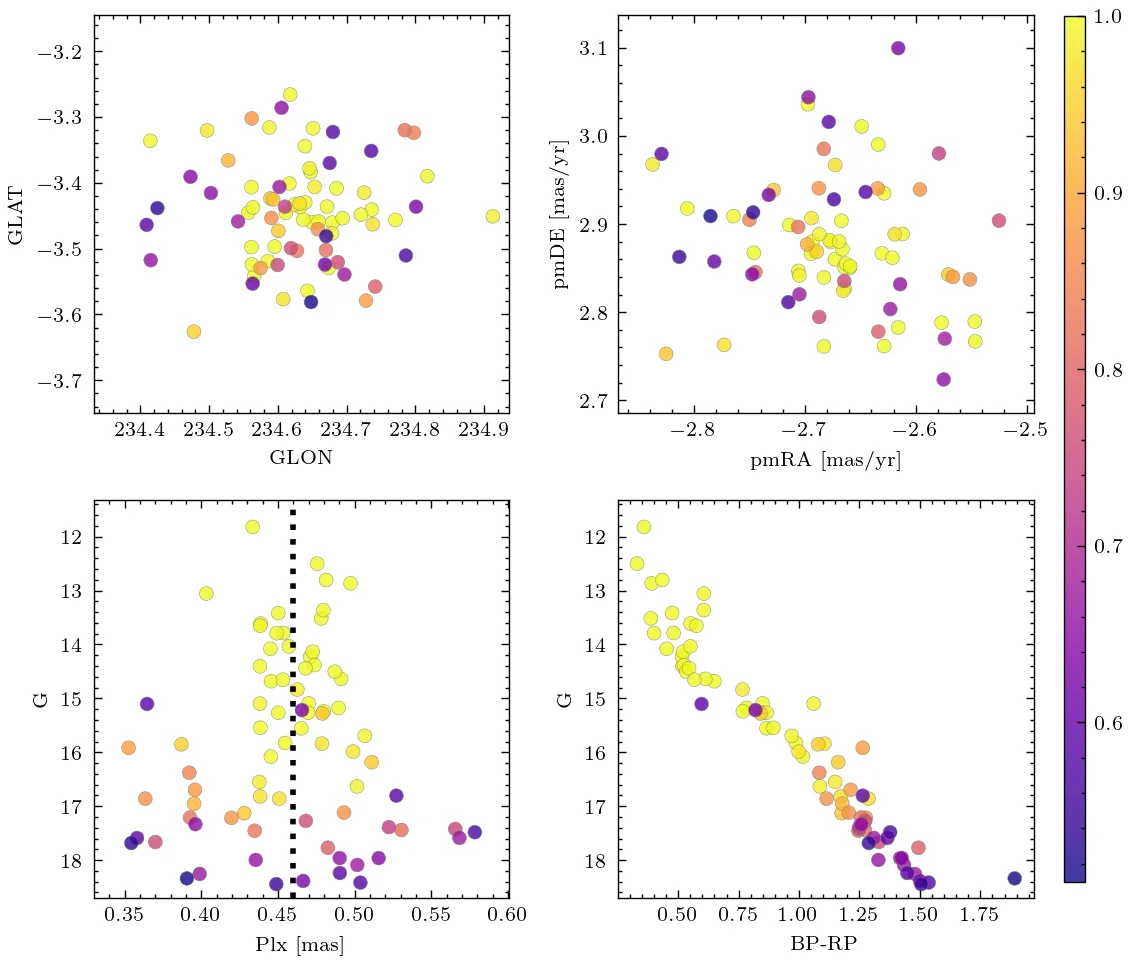 −3.2
−3.3
−3.4
−3.5
−3.6
−3.7
GLAT
234.4 234.5 234.6 234.7 234.8 234.9
GLON
3.1
3.0
2.9
2.8
2.7
pmDE [mas/yr]
−2.8 −2.7 −2.6 −2.5
pmRA [mas/yr]
1.0
0.9
0.8
0.7
0.6
12
13
14
15
16
17
18
G
0.35 0.40 0.45 0.50 0.55 0.60
Plx [mas]
12
13
14
15
16
17
18
G
0.50 0.75 1.00 1.25 1.50 1.75
BP-RP